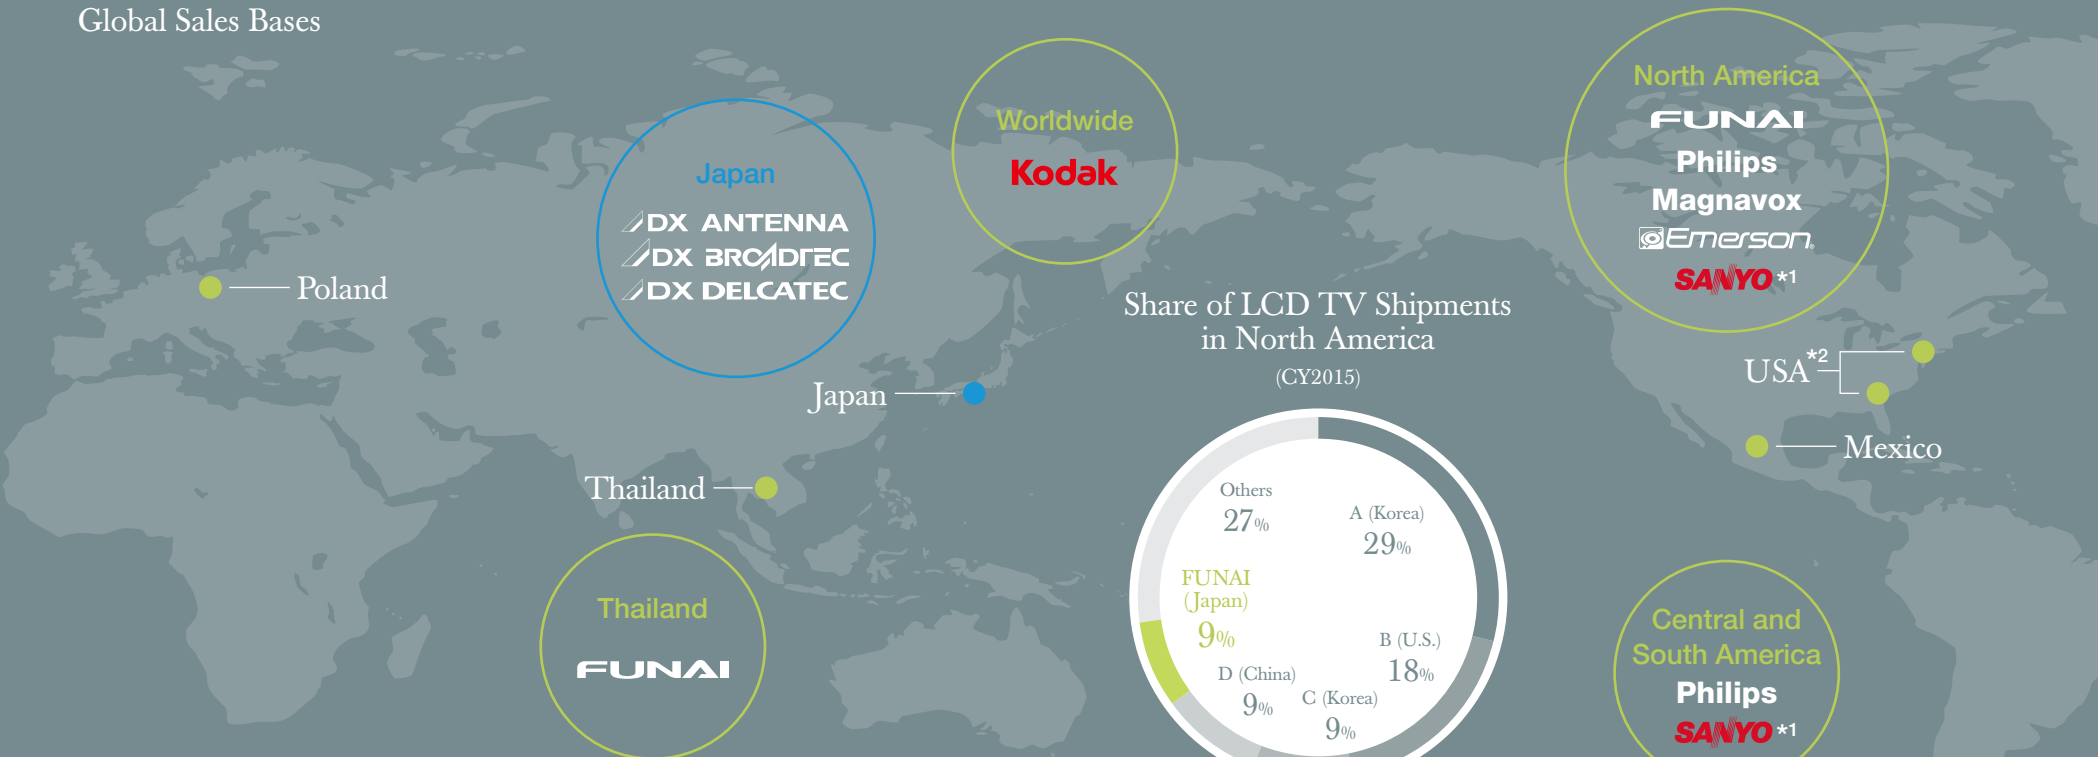 Global Sales Bases
Worldwide
Kodak
North America
FUNAI
Philips
Magnavox
Emerson®
SANYO *1
Japan
DX ANTENNA
DX BROADTEC
DX DELCATEC
Poland
Share of LCD TV Shipments
in North America
(CY2015)
USA*2
Japan
Mexico
Thailand
Others
27%
A (Korea)
29%
FUNAI
(Japan)
9%
B (U.S.)
18%
D (China)
9%
C (Korea)
9%
Thailand
FUNAI
Central and
South America
Philips
SANYO *1